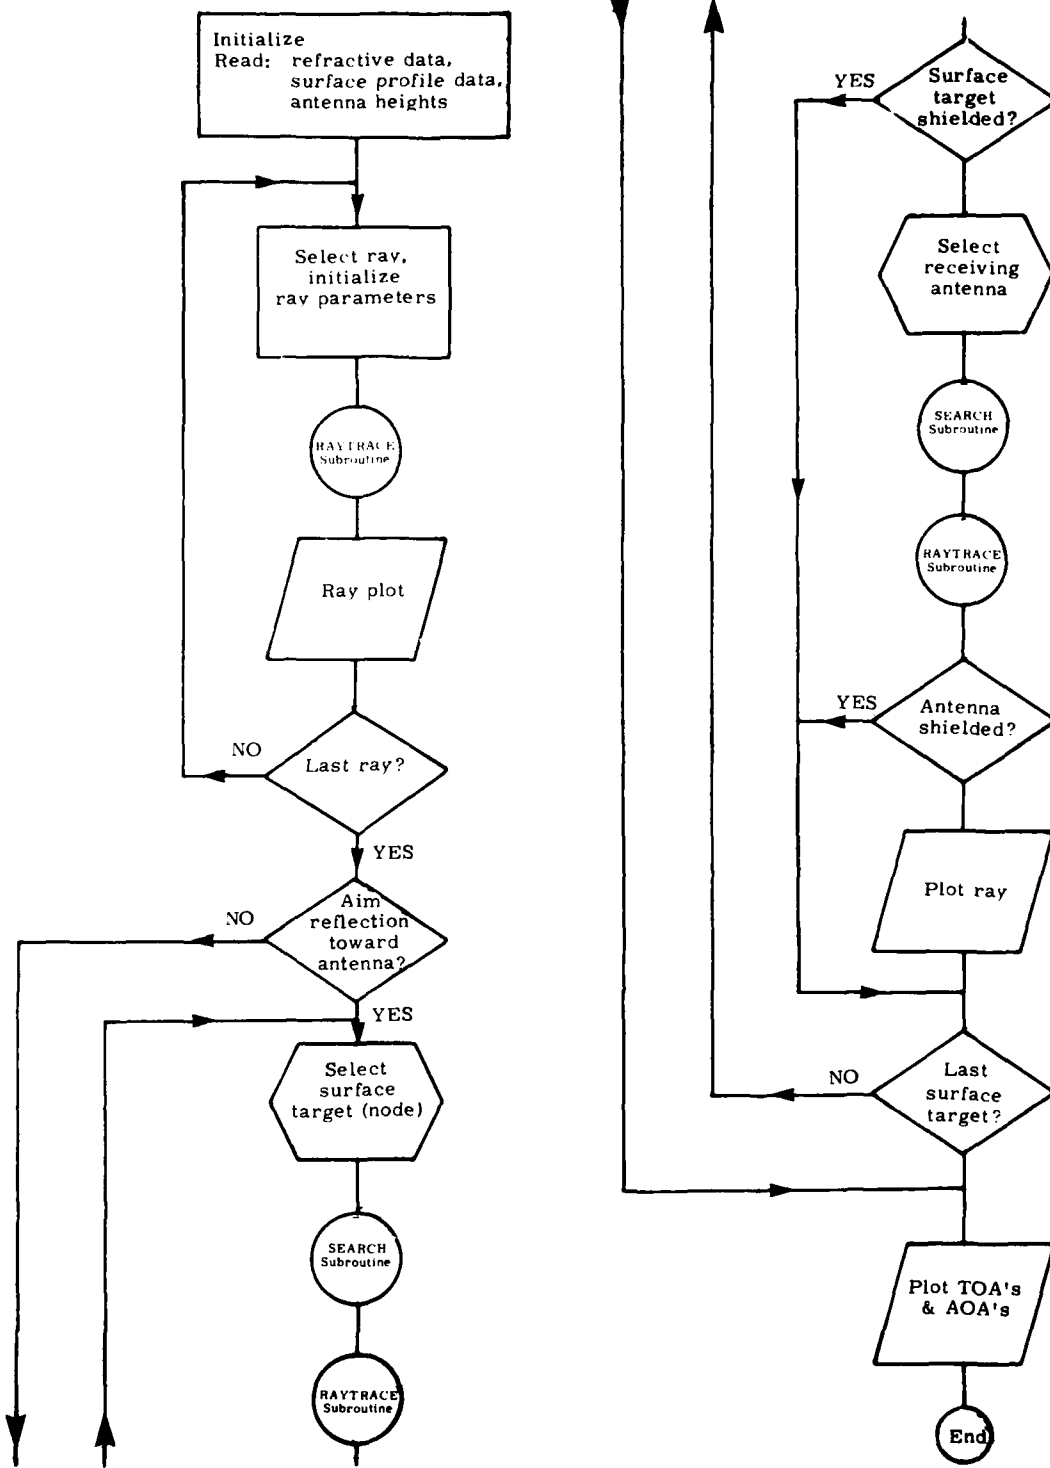 Initialize
Read: refractive data,
surface profile data,
antenna heights
Select ray,
initialize
ray parameters
RAYTRACE
Subroutine
Ray plot
NO
Last ray?
YES
NO
Aim
reflection
toward
antenna?
YES
Select
surface
target (node)
SEARCH
Subroutine
RAYTRACE
Subroutine
YES
Surface
target
shielded?
Select
receiving
antenna
SEARCH
Subroutine
RAYTRACE
Subroutine
YES
Antenna
shielded?
Plot ray
NO
Last
surface
target?
Plot TOA's
& AOA's
End